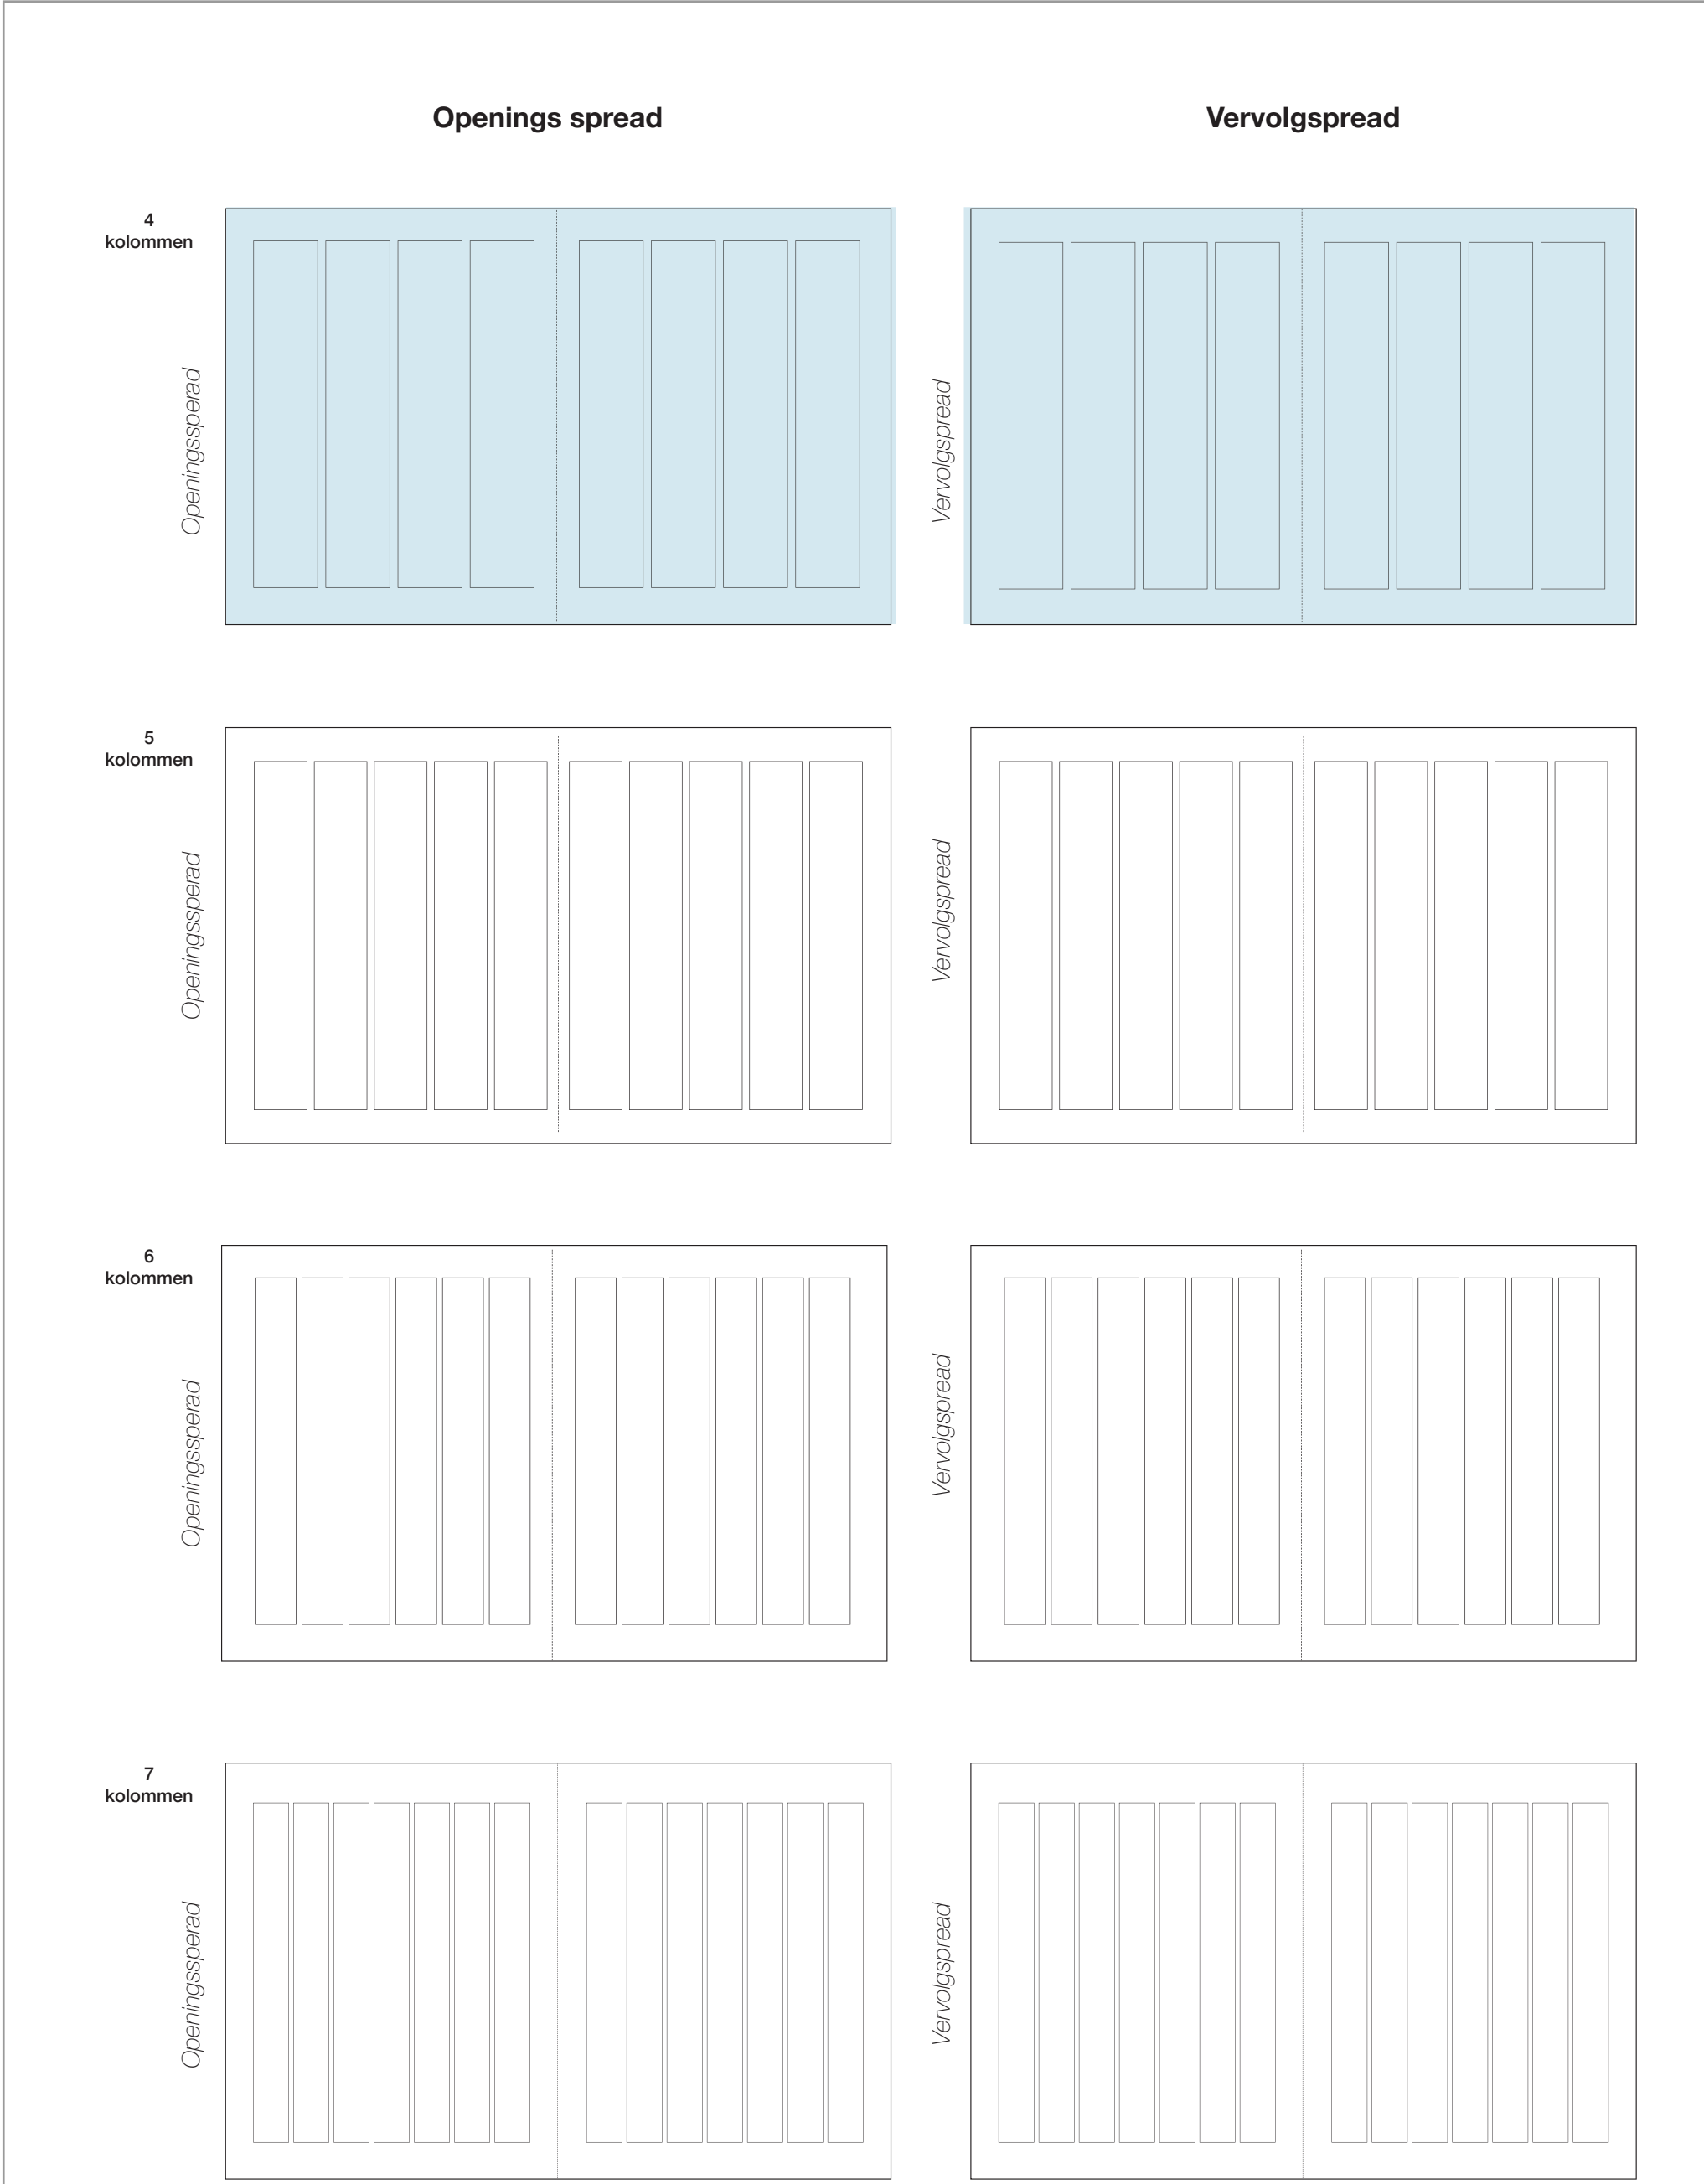 Openings spread
Vervolgspread
4
kolommen
Openingssperad
Vervolgspread
5
kolommen
Openingssperad
Vervolgspread
6
kolommen
Openingssperad
Vervolgspread
7
kolommen
Openingssperad
Vervolgspread